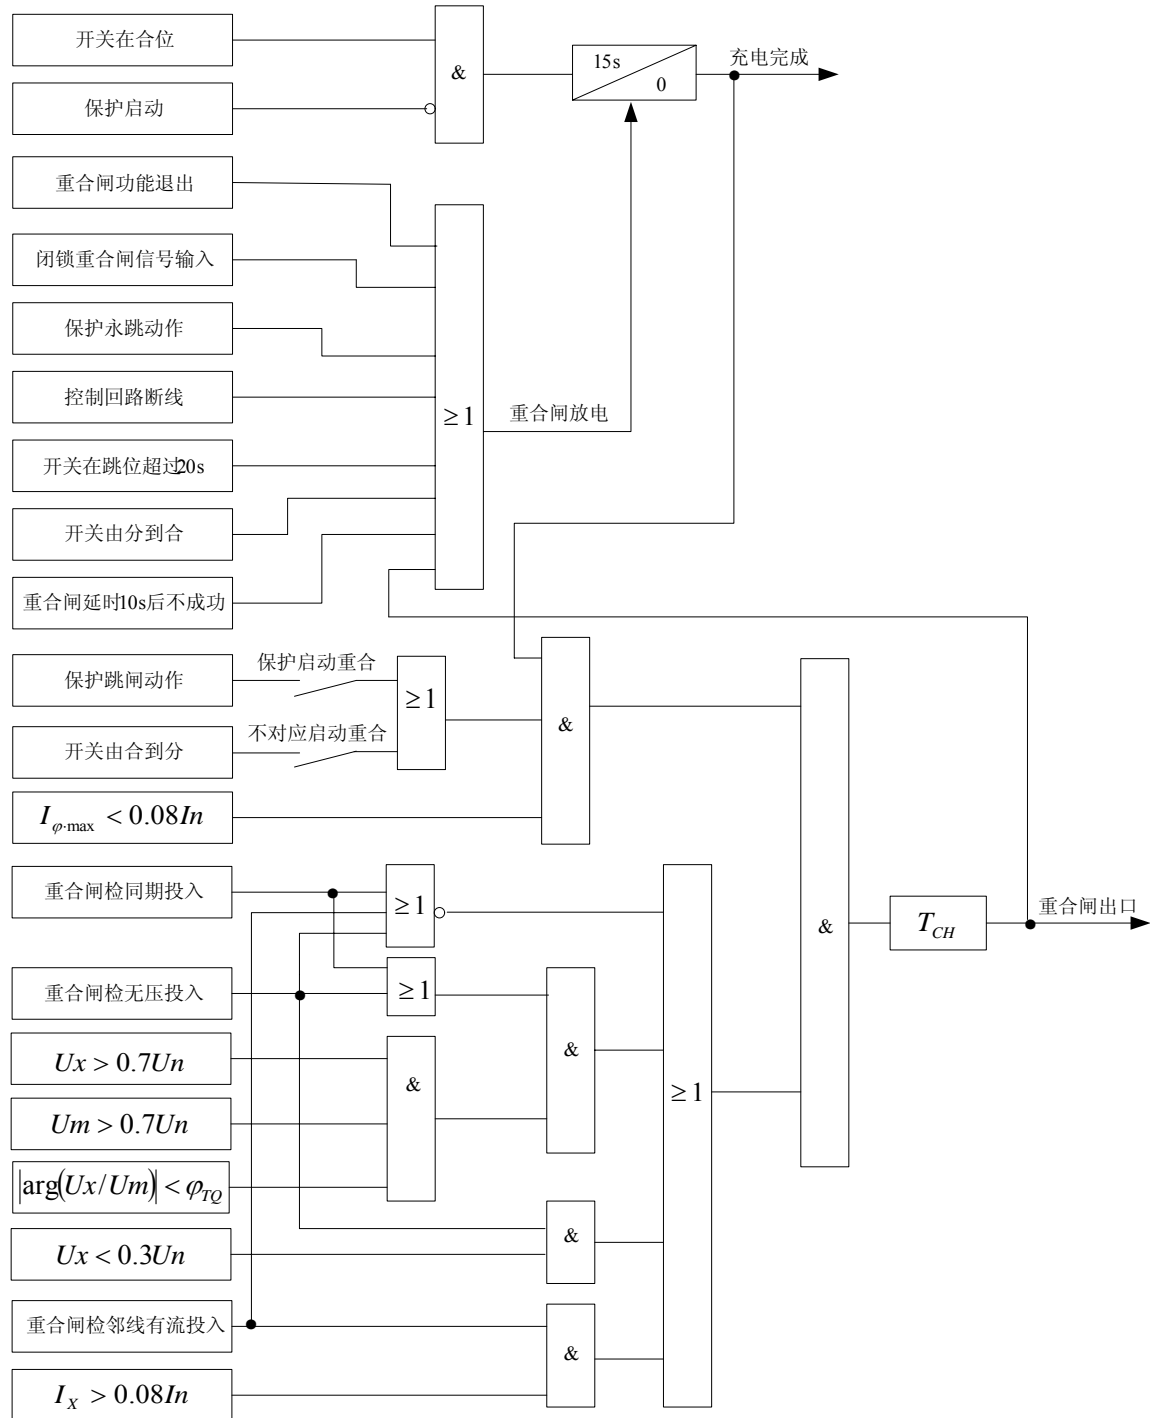 开关在合位
&
15s
0
充电完成
保护启动
重合闸功能退出
闭锁重合闸信号输入
保护永跳动作
控制回路断线
≥1
重合闸放电
开关在跳位超过20s
开关由分到合
重合闸延时10s后不成功
保护跳闸动作
保护启动重合
≥1
&
开关由合到分
不对应启动重合
I_{φ·max} < 0.08In
重合闸检同期投入
≥1
&
T_{CH}
重合闸出口
重合闸检无压投入
≥1
&
Ux > 0.7Un
&
≥1
Um > 0.7Un
|arg(Ux/Um)| < φ_{TQ}
Ux < 0.3Un
&
重合闸检邻线有流投入
&
I_X > 0.08In